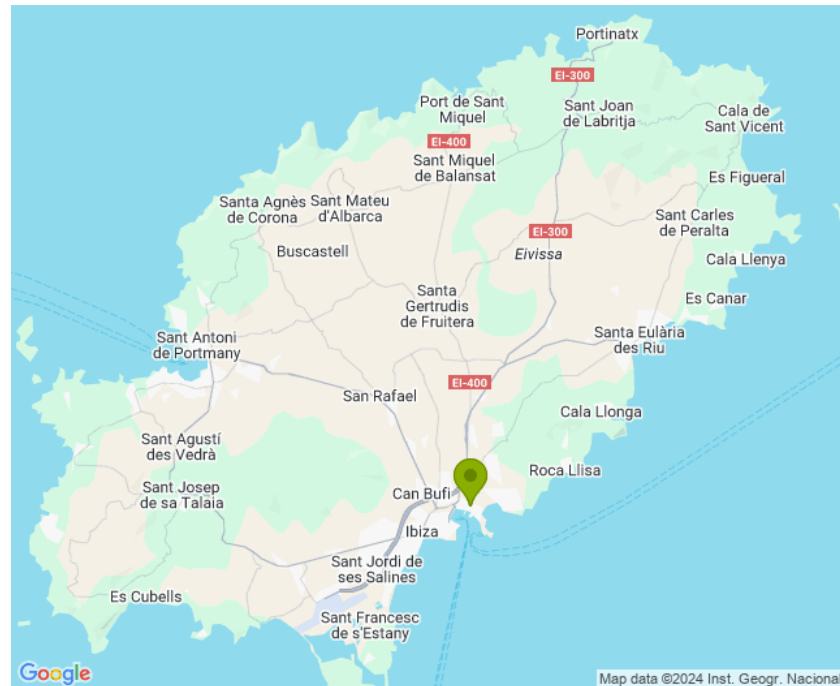 Portinatx
EI-300
Port de Sant
Miquel
Sant Joan
de Labritja
Cala de
Sant Vicent
EI-400
Sant Miquel
de Balansat
Es Figueral
Santa Agnès
de Corona
Sant Mateu
d'Albarca
Sant Carles
de Peralta
EI-300
Buscastell
Eivissa
Cala Llenya
Santa
Gertrudis
de Fruitera
Es Canar
Sant Antoni
de Portmany
Santa Eulària
des Riu
EI-400
San Rafael
Cala Llonga
Sant Agustí
des Vedrà
Roca Llisa
Sant Josep
de sa Talaia
Can Bufi
Ibiza
Sant Jordi de
ses Salines
Es Cubells
Sant Francesc
de s'Estany
Google
Map data ©2024 Inst. Geogr. Nacional